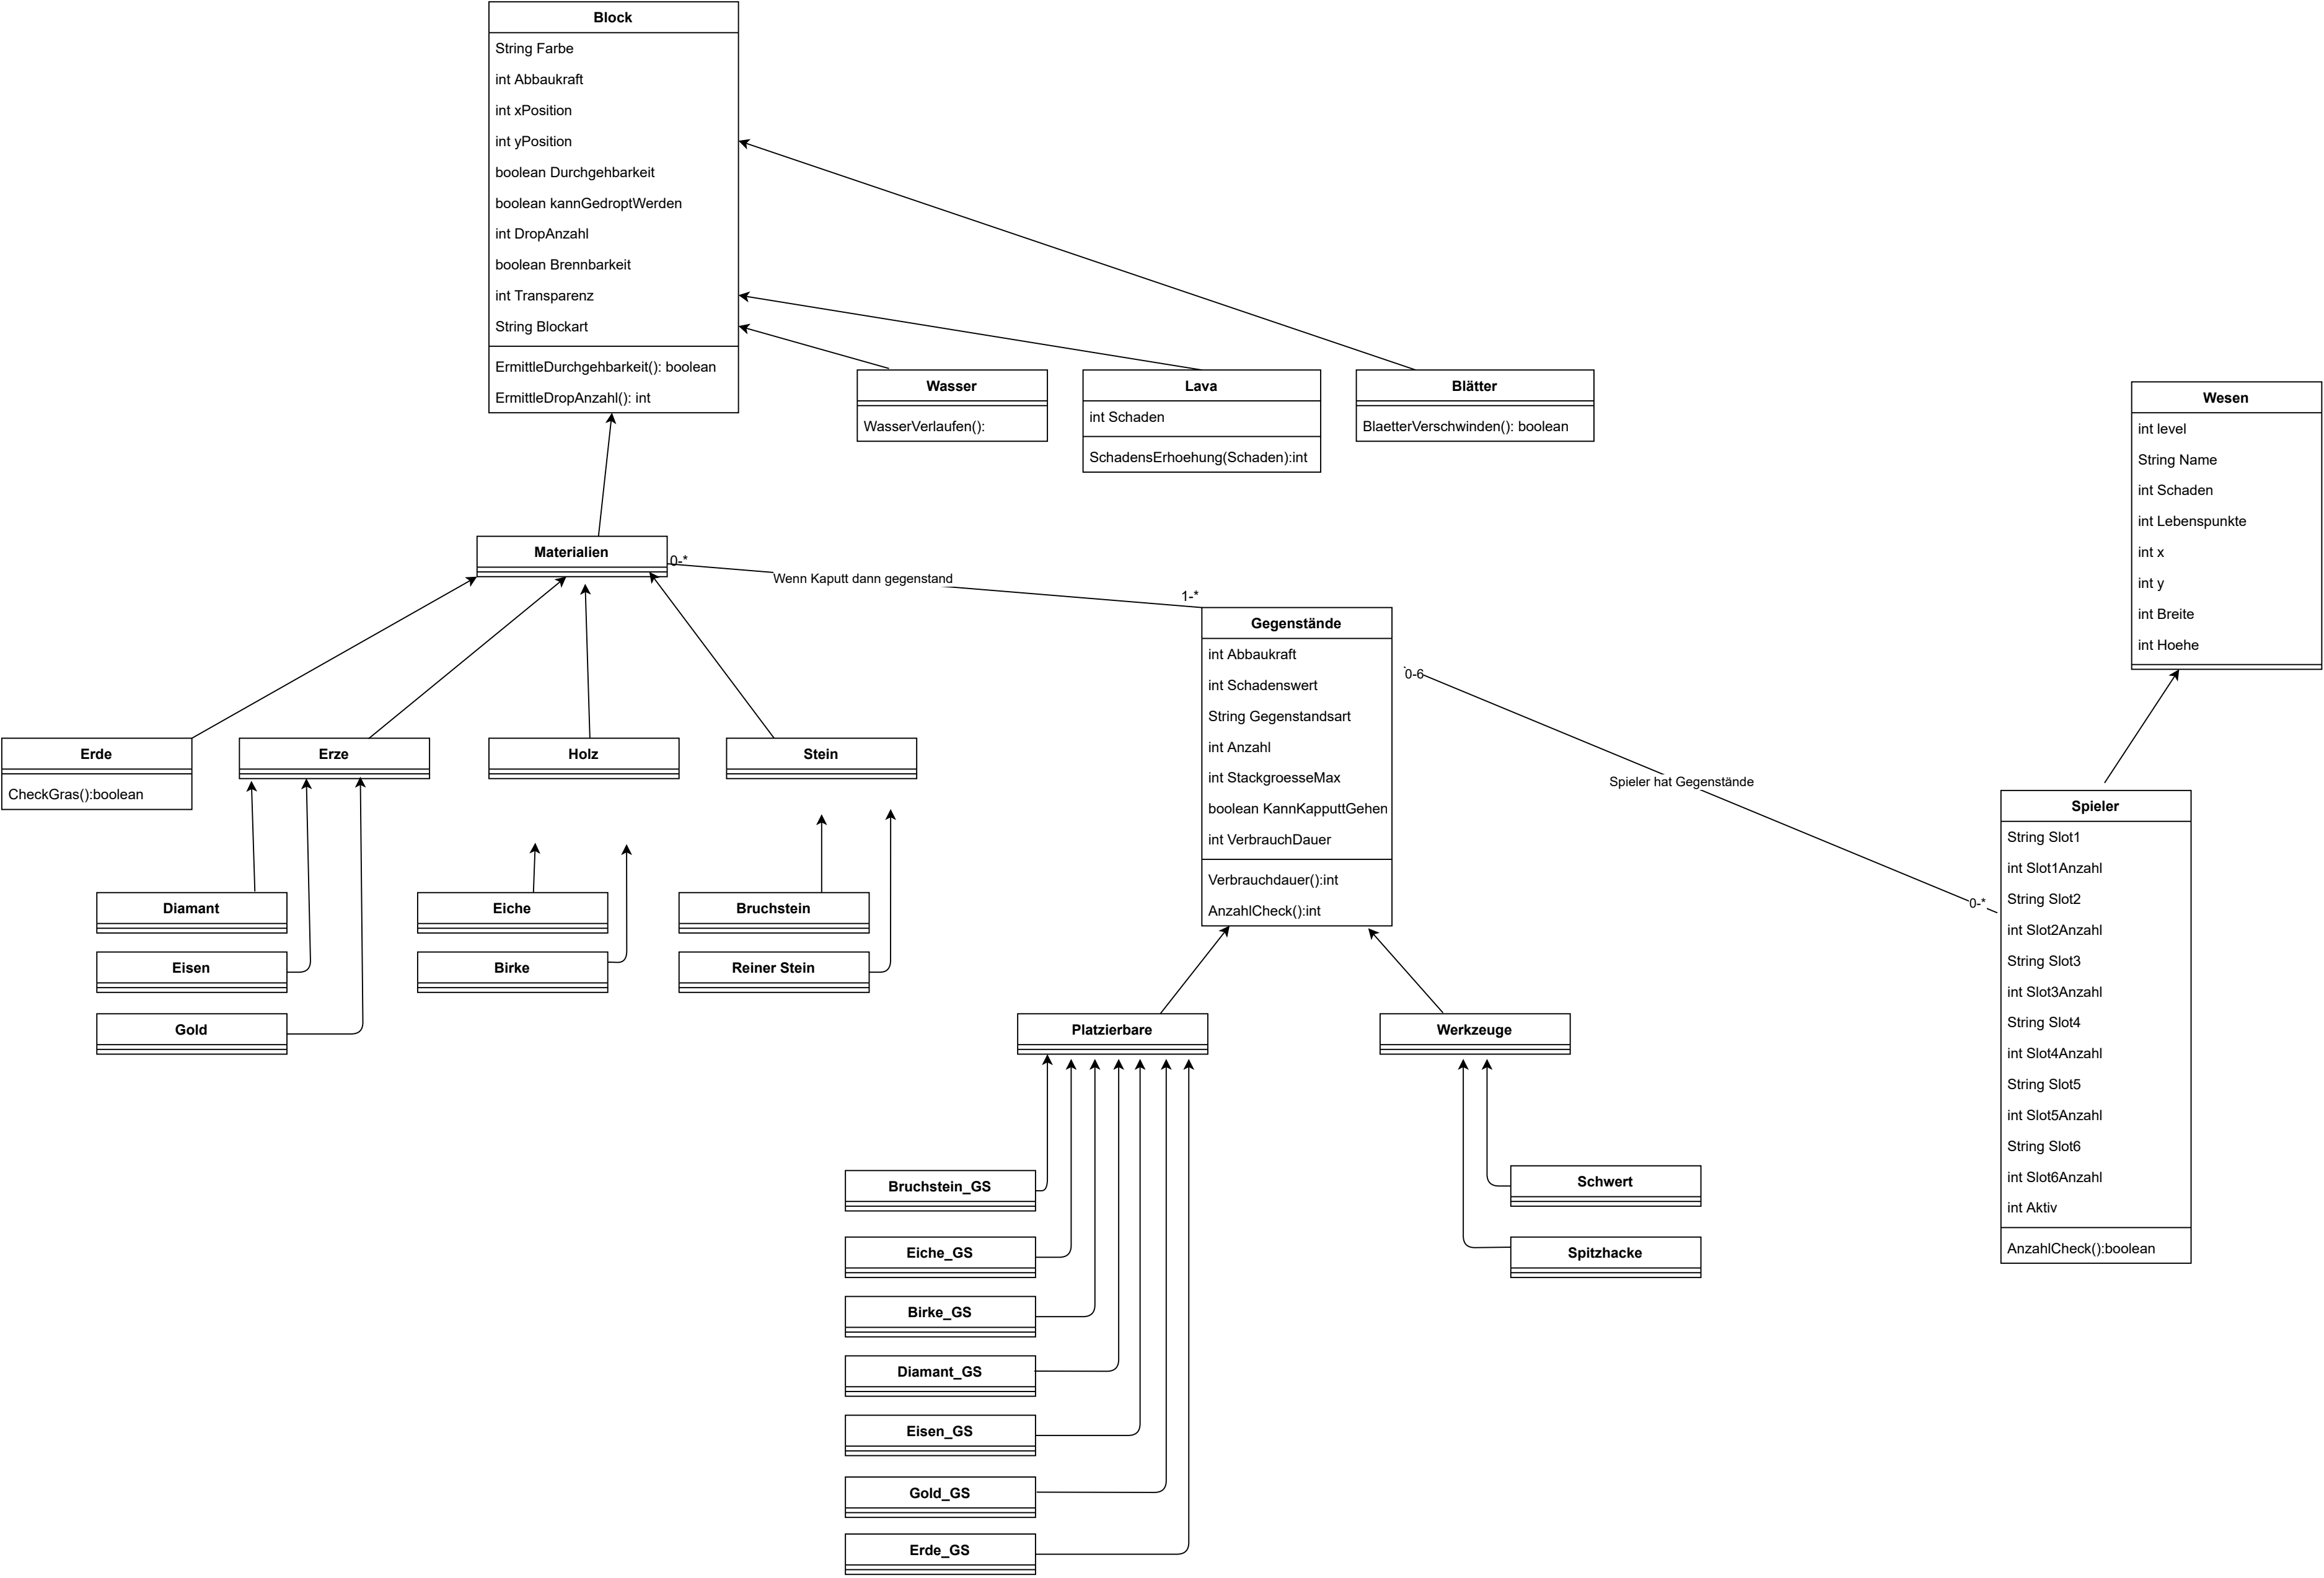 Block
String Farbe
int Abbaukraft
int xPosition
int yPosition
boolean Durchgehbarkeit
boolean kannGedroptWerden
int DropAnzahl
boolean Brennbarkeit
int Transparenz
String Blockart
ErmittleDurchgehbarkeit(): boolean
ErmittleDropAnzahl(): int
Wasser
WasserVerlaufen():
Lava
int Schaden
SchadensErhoehung(Schaden):int
Blätter
BlaetterVerschwinden(): boolean
Wesen
int level
String Name
int Schaden
int Lebenspunkte
int x
int y
int Breite
int Hoehe
Materialien
0-*
Wenn Kaputt dann gegenstand
1-*
Gegenstände
int Abbaukraft
int Schadenswert
String Gegenstandsart
int Anzahl
int StackgroesseMax
boolean KannKapputtGehen
int VerbrauchDauer
Verbrauchdauer():int
AnzahlCheck():int
0-6
Spieler hat Gegenstände
0-*
Spieler
String Slot1
int Slot1Anzahl
String Slot2
int Slot2Anzahl
String Slot3
int Slot3Anzahl
String Slot4
int Slot4Anzahl
String Slot5
int Slot5Anzahl
String Slot6
int Slot6Anzahl
int Aktiv
AnzahlCheck():boolean
Erde
CheckGras():boolean
Erze
Holz
Stein
Diamant
Eisen
Gold
Eiche
Birke
Bruchstein
Reiner Stein
Platzierbare
Werkzeuge
Bruchstein_GS
Eiche_GS
Birke_GS
Diamant_GS
Eisen_GS
Gold_GS
Erde_GS
Schwert
Spitzhacke